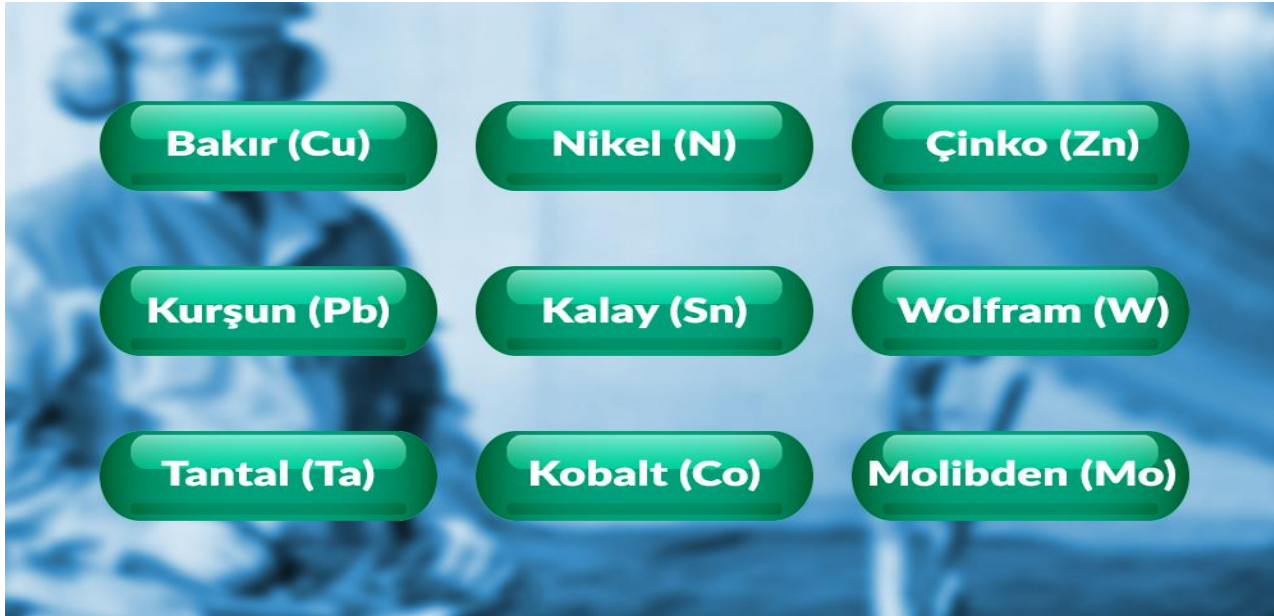 Bakır (Cu)
Nikel (N)
Çinko (Zn)
Kurşun (Pb)
Kalay (Sn)
Wolfram (W)
Tantal (Ta)
Kobalt (Co)
Molibden (Mo)